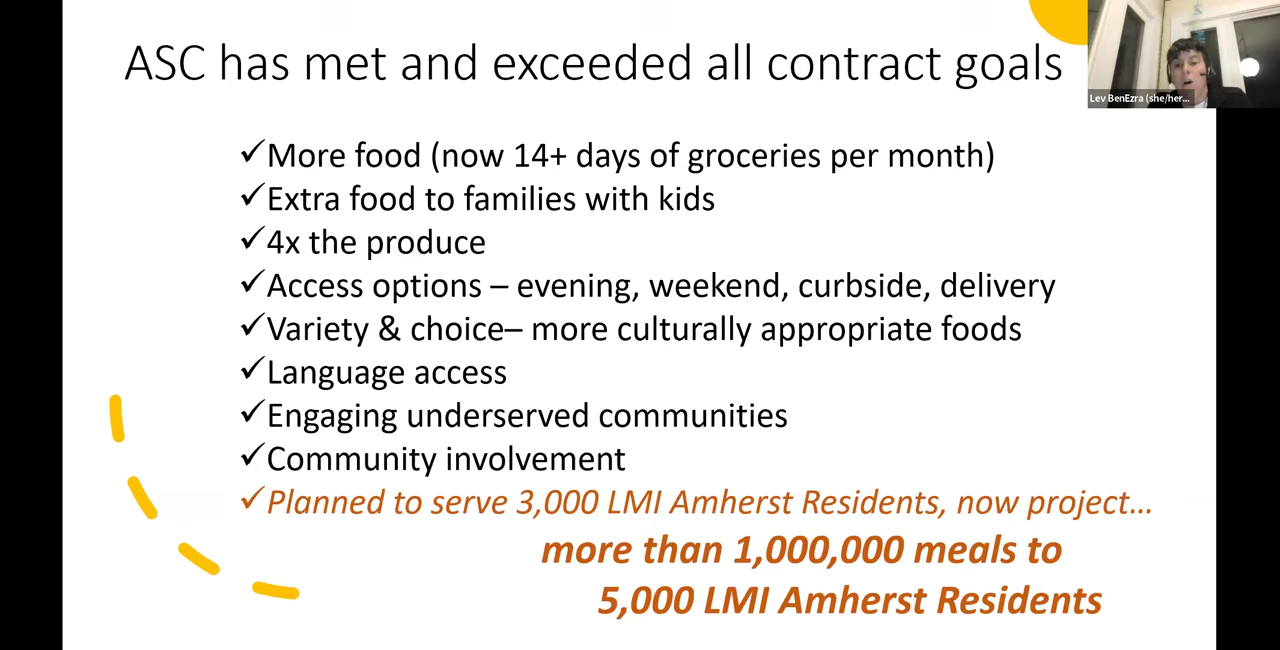 ASC has met and exceeded all contract goals
Lev BenEzra (she/her...
✓More food (now 14+ days of groceries per month)
✓Extra food to families with kids
✓4x the produce
✓Access options – evening, weekend, curbside, delivery
✓Variety & choice– more culturally appropriate foods
✓Language access
✓Engaging underserved communities
✓Community involvement
✓Planned to serve 3,000 LMI Amherst Residents, now project…
more than 1,000,000 meals to
5,000 LMI Amherst Residents